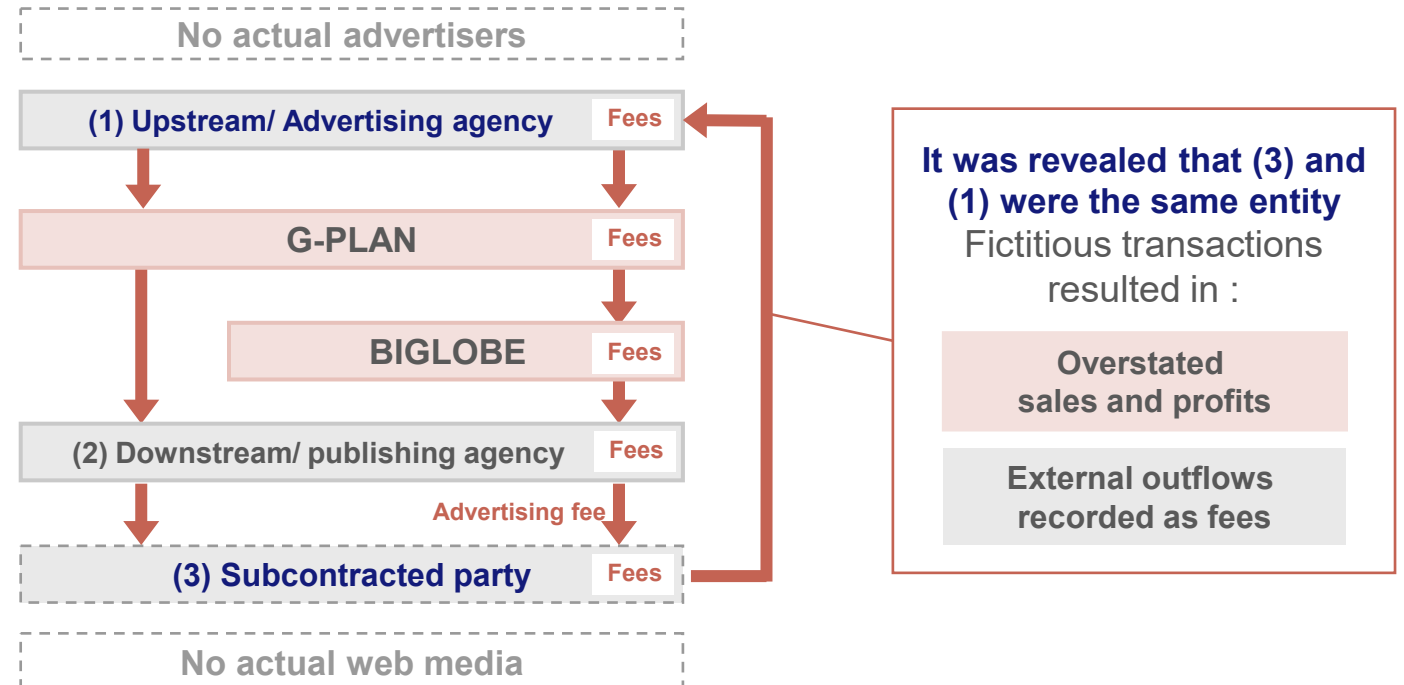 No actual advertisers
(1) Upstream/ Advertising agency
Fees
G-PLAN
Fees
BIGLOBE
Fees
(2) Downstream/ publishing agency
Fees
Advertising fee
(3) Subcontracted party
Fees
No actual web media
It was revealed that (3) and
(1) were the same entity
Fictitious transactions
resulted in :
Overstated
sales and profits
External outflows
recorded as fees